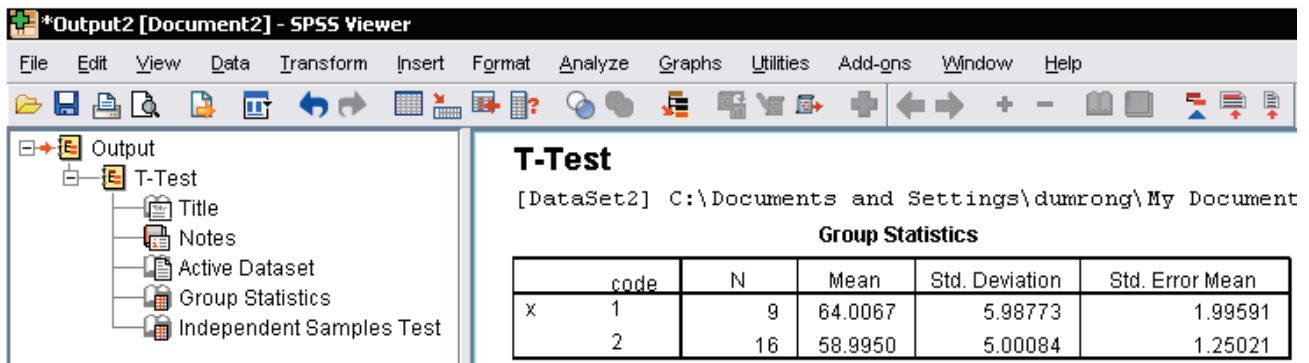 *Output2 [Document2] - SPSS Viewer
File Edit View Data Transform Insert Format Analyze Graphs Utilities Add-ons Window Help
Output
T-Test
Title
Notes
Active Dataset
Group Statistics
Independent Samples Test
T-Test
[DataSet2] C:\Documents and Settings\dumrong\My Document
Group Statistics
code N Mean Std. Deviation Std. Error Mean
x 1 9 64.0067 5.98773 1.99591
2 16 58.9950 5.00084 1.25021